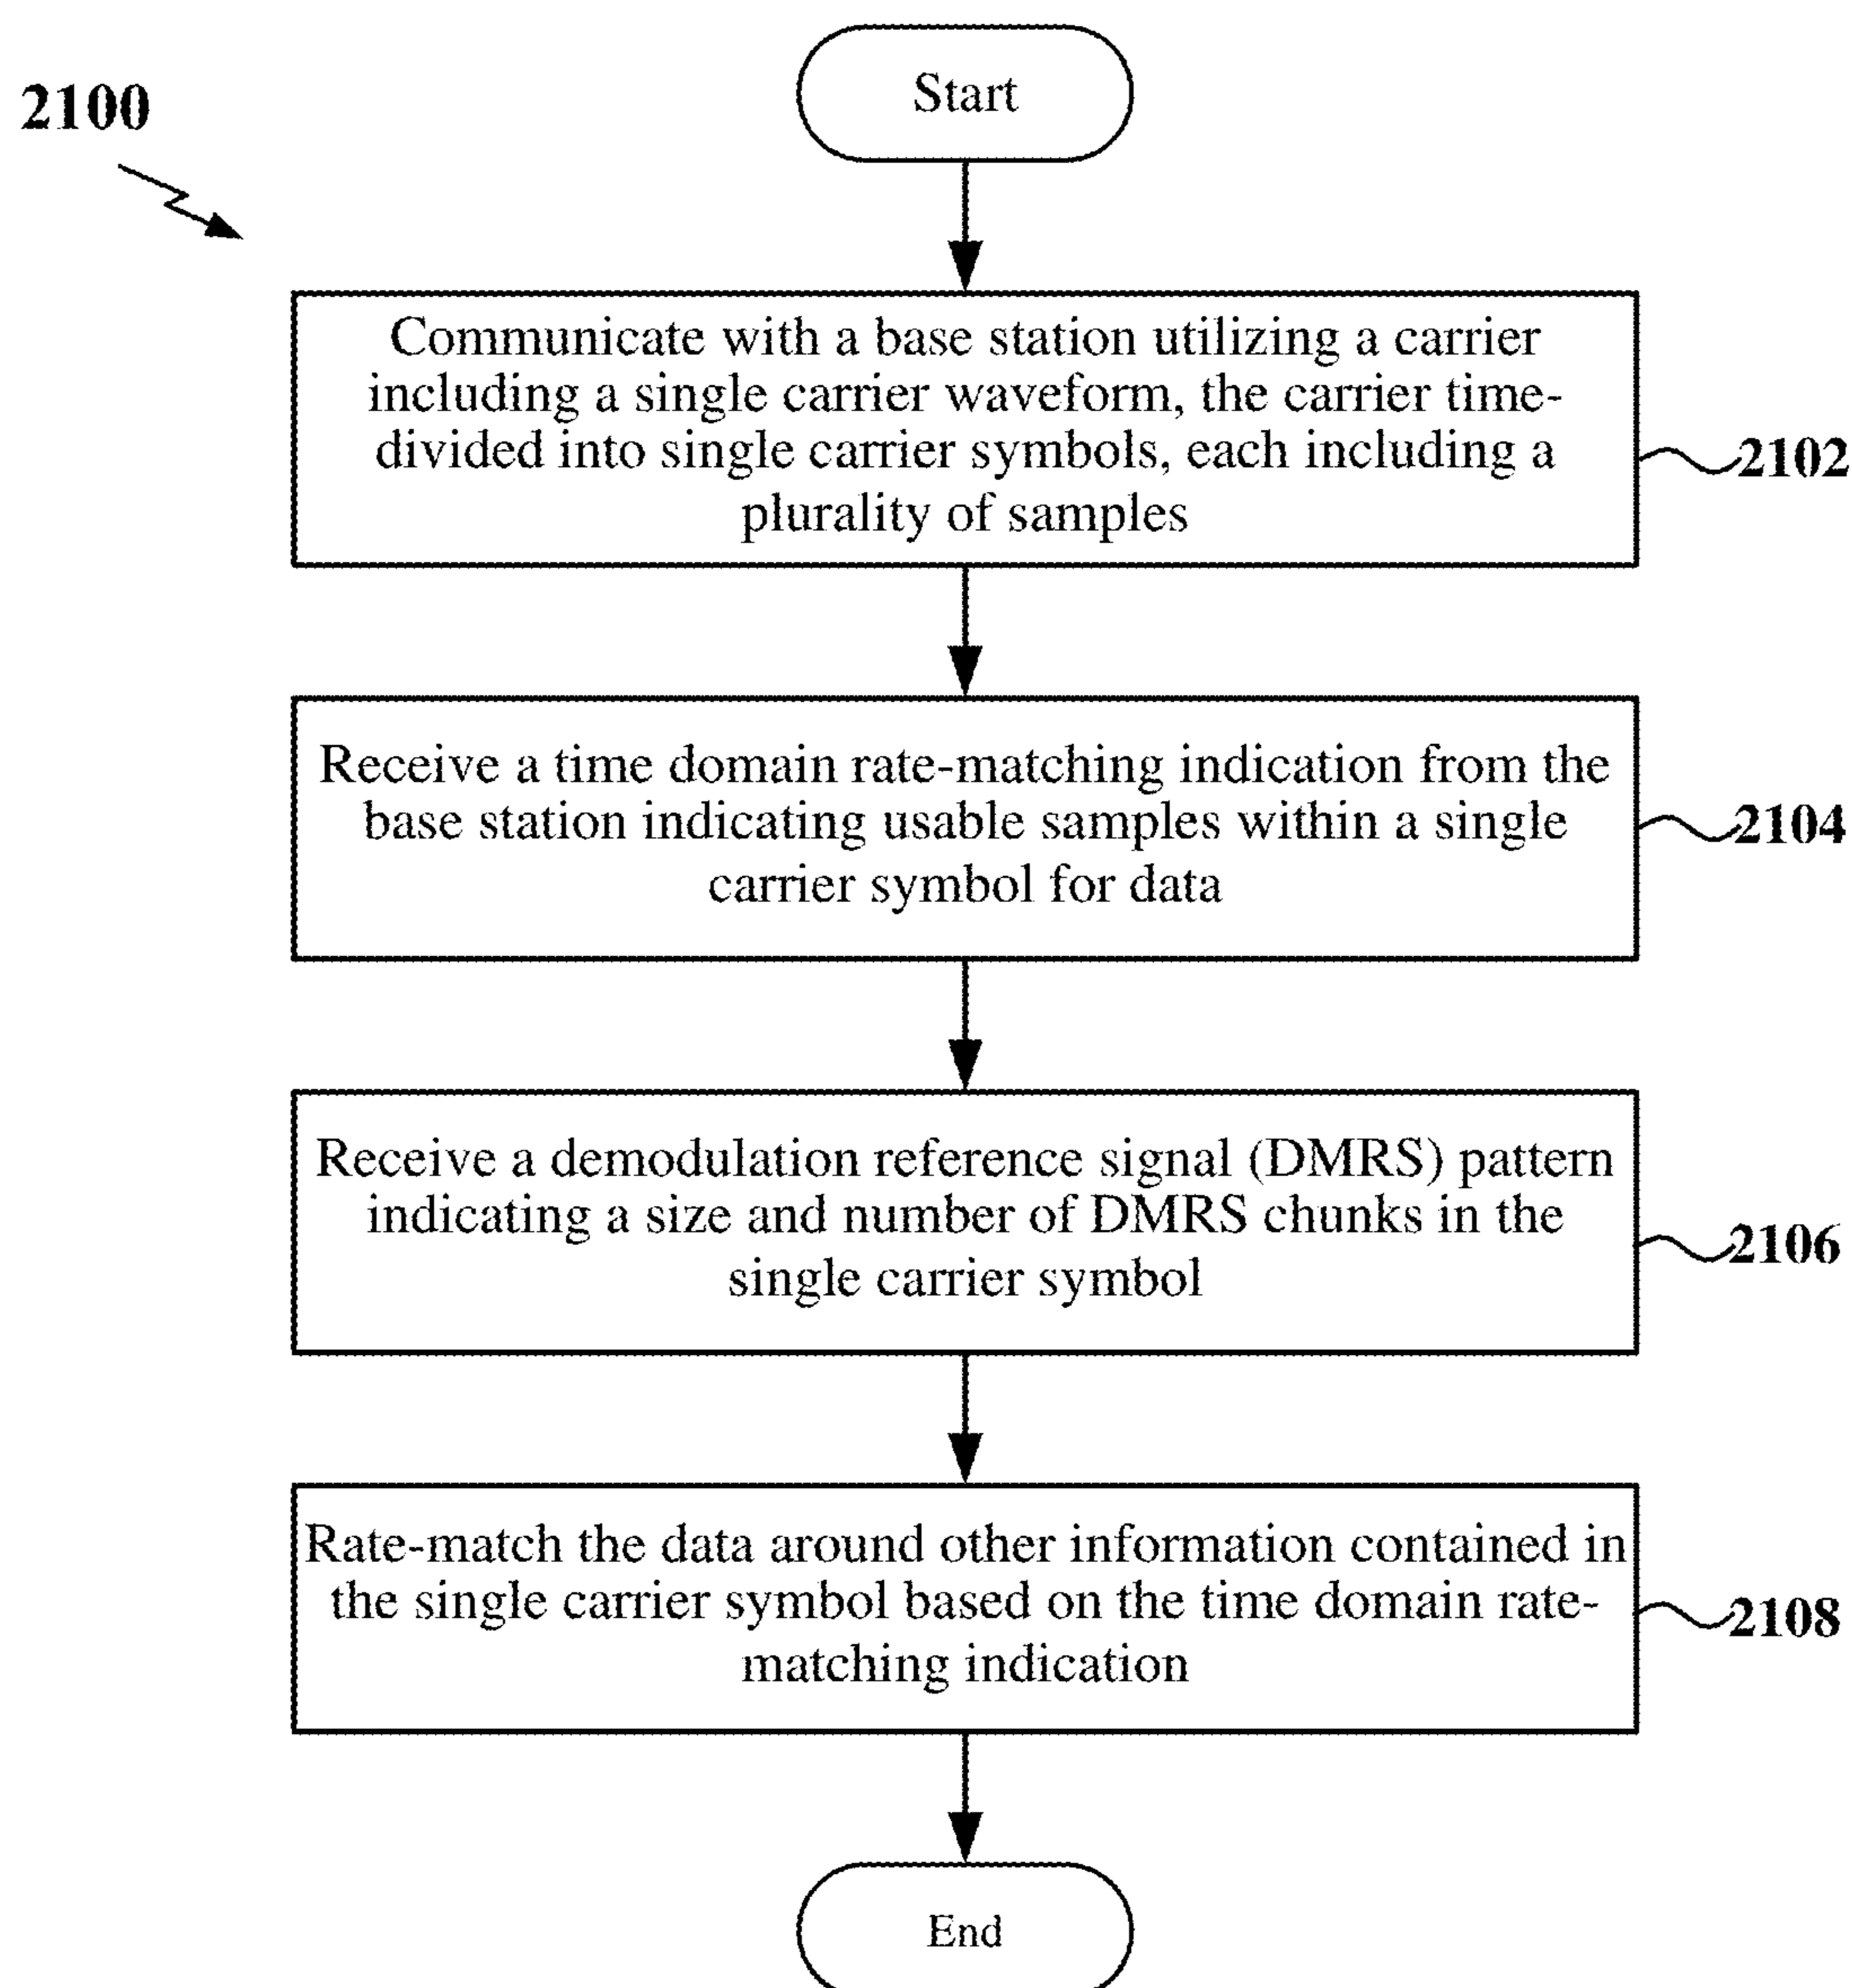 2100
Start
Communicate with a base station utilizing a carrier
including a single carrier waveform, the carrier time-
divided into single carrier symbols, each including a
plurality of samples
2102
Receive a time domain rate-matching indication from the
base station indicating usable samples within a single
carrier symbol for data
2104
Receive a demodulation reference signal (DMRS) pattern
indicating a size and number of DMRS chunks in the
single carrier symbol
2106
Rate-match the data around other information contained in
the single carrier symbol based on the time domain rate-
matching indication
2108
End